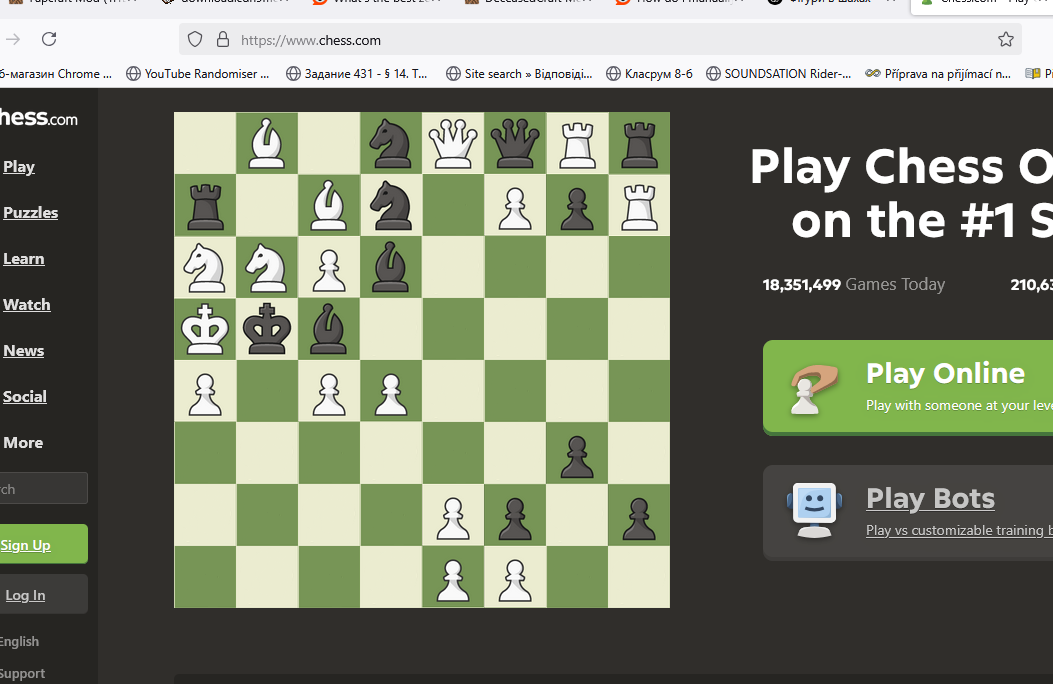 https://www.chess.com
б-магазин Chrome ... YouTube Randomiser ... Задание 431 - § 14. Т... Site search » Відповіді... Класрум 8-б SOUNDSATION Rider-... Příprava na přijímací n...
hess.com
Play
Puzzles
Learn
Watch
News
Social
More
rch
Sign Up
Log In
English
Support
Play Chess O
on the #1 S
18,351,499 Games Today 210,63
Play Online
Play with someone at your leve
Play Bots
Play vs customizable training b